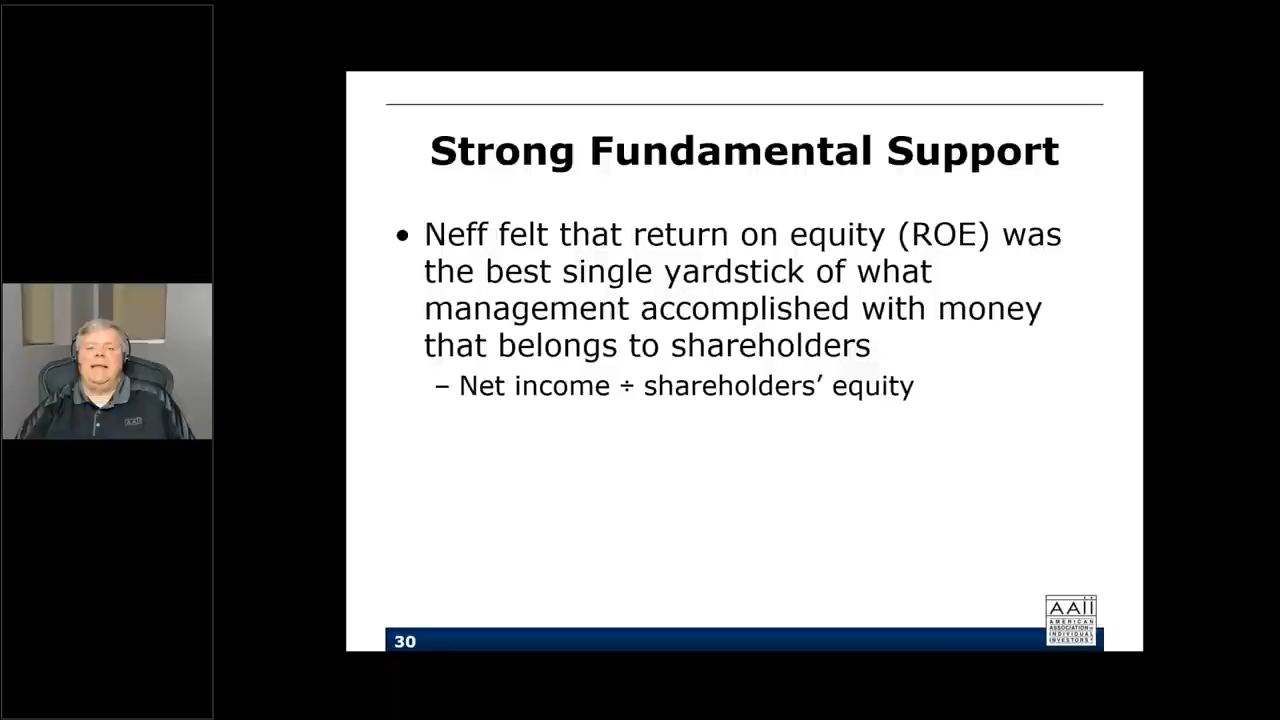 Strong Fundamental Support
• Neff felt that return on equity (ROE) was
the best single yardstick of what
management accomplished with money
that belongs to shareholders
– Net income ÷ shareholders’ equity
30
AAII
AMERICAN
ASSOCIATION of
INDIVIDUAL
INVESTORS®
AAII